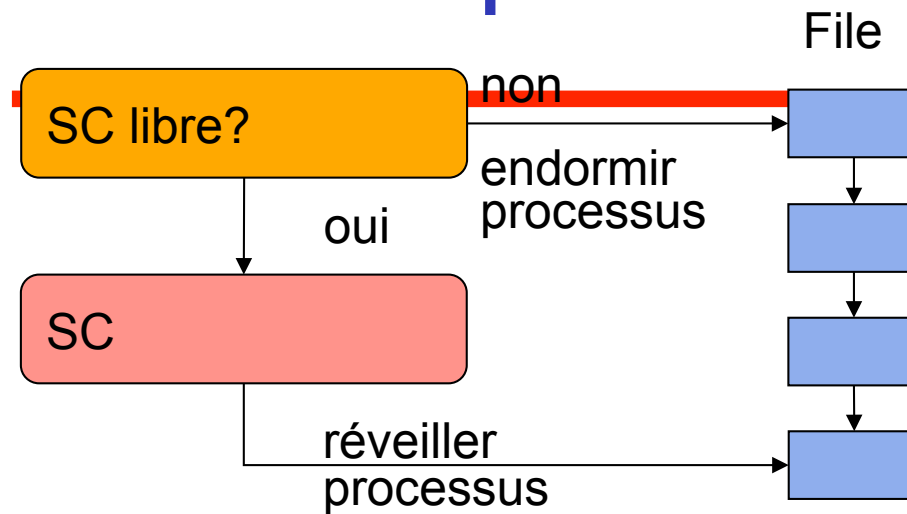 File
non
SC libre?
endormir
processus
oui
SC
réveiller
processus